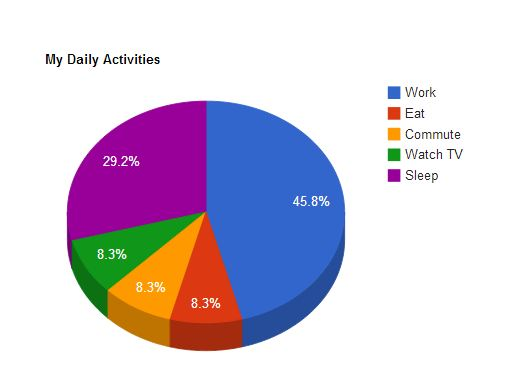 My Daily Activities
Work
Eat
Commute
Watch TV
Sleep
29.2%
45.8%
8.3%
8.3%
8.3%